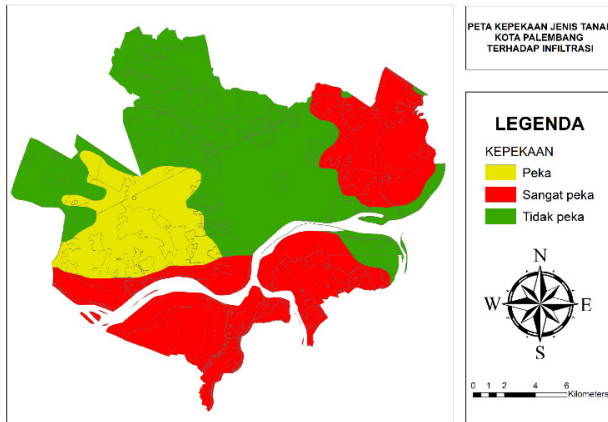 PETA KEPEKAAN JENIS TANAH
KOTA PALEMBANG
TERHADAP INFILTRASI
LEGENDA
KEPEKAAN
Peka
Sangat peka
Tidak peka
N
W E
S
0 1 2 4 6
Kilometers